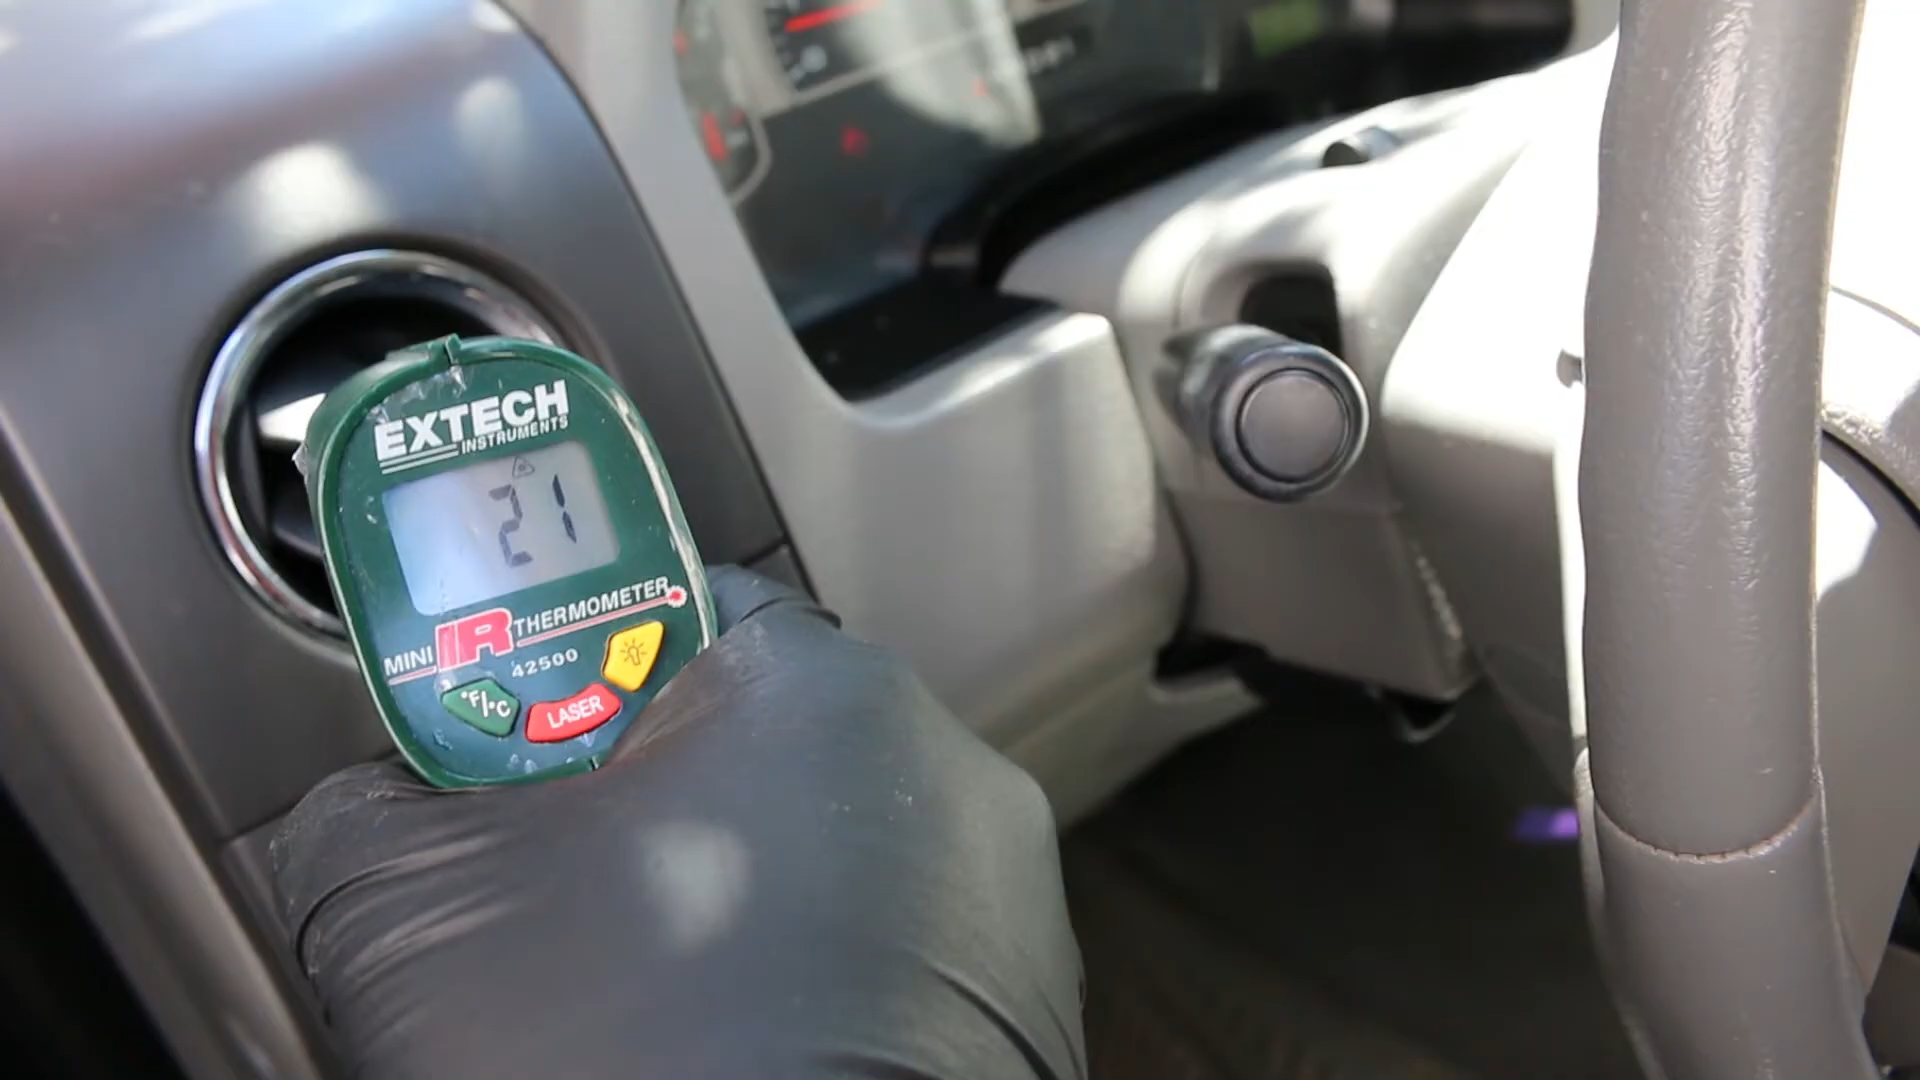 EXTECH
INSTRUMENTS
21
MINI IR THERMOMETER
42500
°F/°C
LASER